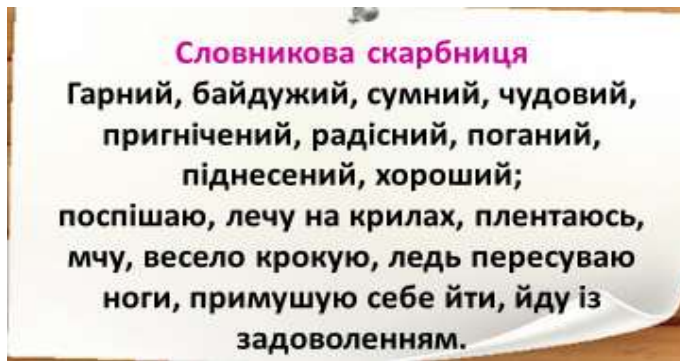 Словникова скарбниця
Гарний, байдужий, сумний, чудовий,
пригнічений, радісний, поганий,
піднесений, хороший;
поспішаю, лечу на крилах, плентаюсь,
мчу, весело крокую, ледь пересуваю
ноги, примушую себе йти, йду із
задоволенням.